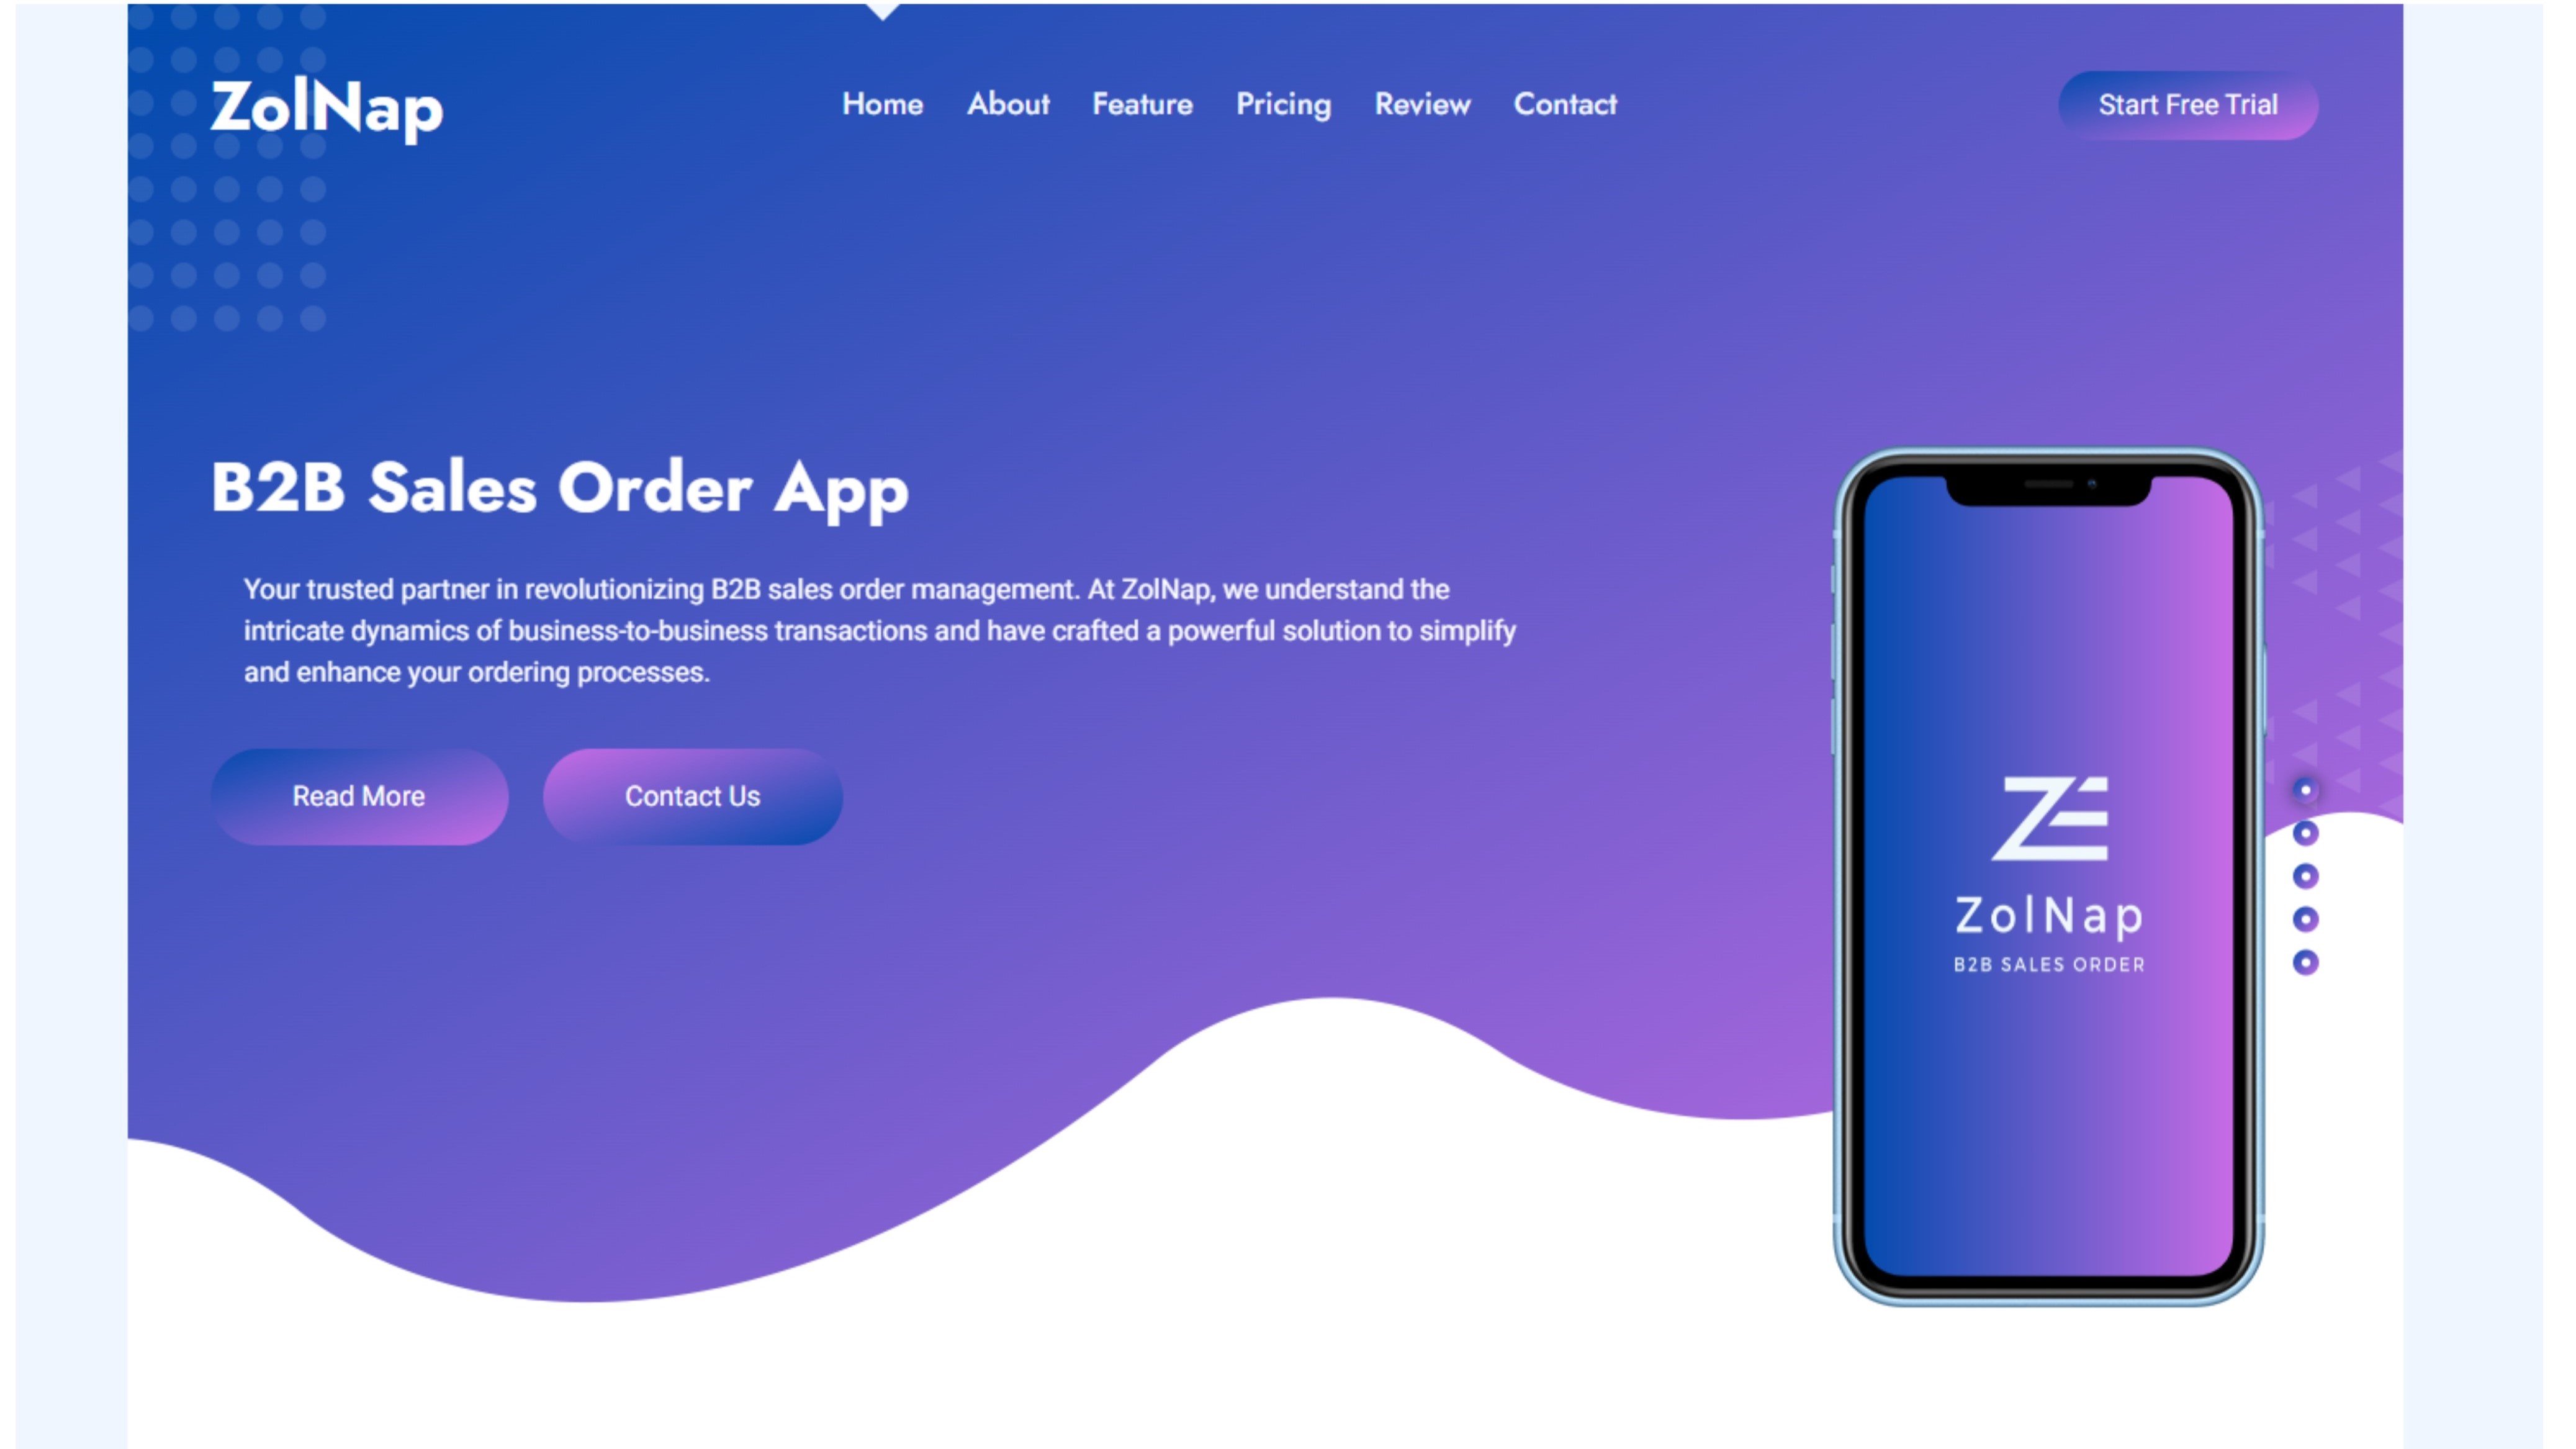 ZolNap
Home About Feature Pricing Review Contact
Start Free Trial
B2B Sales Order App
Your trusted partner in revolutionizing B2B sales order management. At ZolNap, we understand the
intricate dynamics of business-to-business transactions and have crafted a powerful solution to simplify
and enhance your ordering processes.
Read More
Contact Us
ZE
ZolNap
B2B SALES ORDER